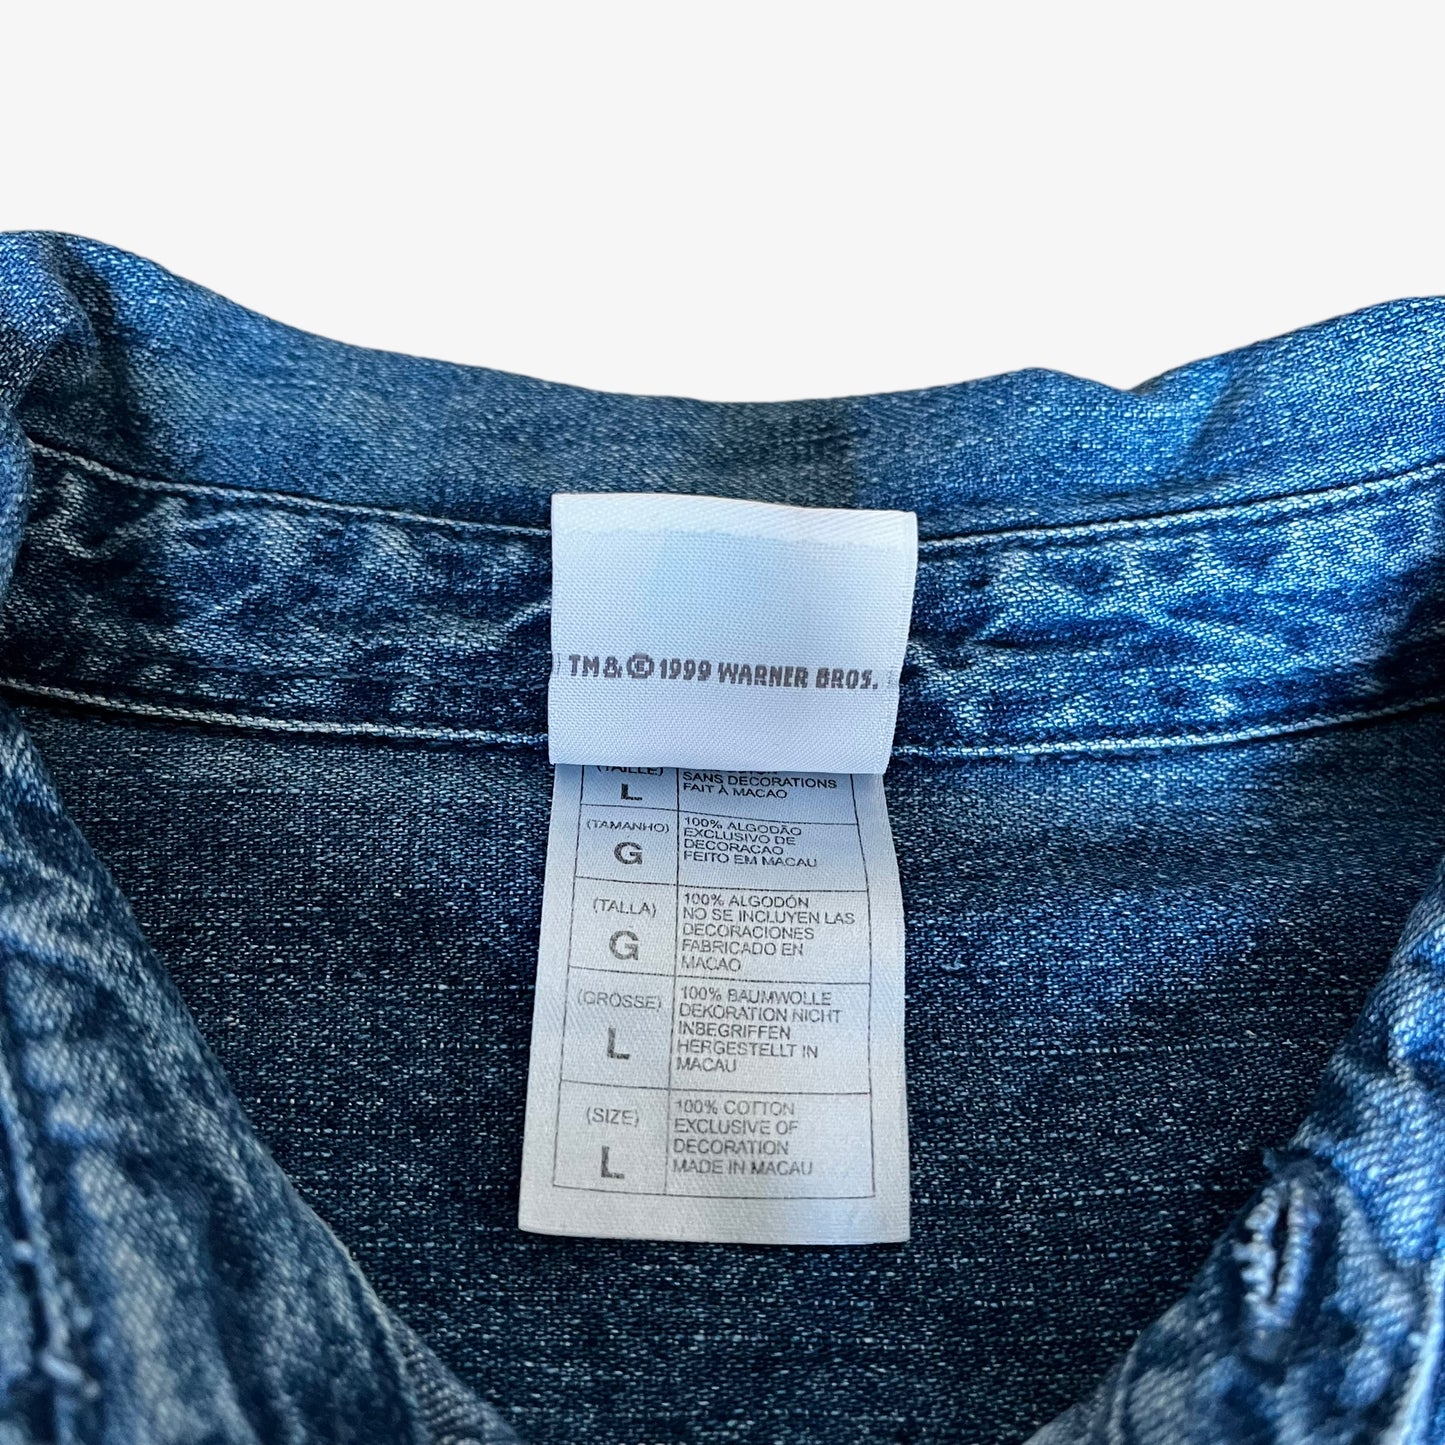 TM & © 1999 WARNER BROS.
(TAILLE)
L
SANS DECORATIONS
FAIT À MACAO
(TAMANHO)
G
100% ALGODÃO
EXCLUSIVO DE
DECORACAO
FEITO EM MACAU
(TALLA)
G
100% ALGODÓN
NO SE INCLUYEN LAS
DECORACIONES
FABRICADO EN
MACAO
(GRÖSSE)
L
100% BAUMWOLLE
DEKORATION NICHT
INBEGRIFFEN
HERGESTELLT IN
MACAU
(SIZE)
L
100% COTTON
EXCLUSIVE OF
DECORATION
MADE IN MACAU